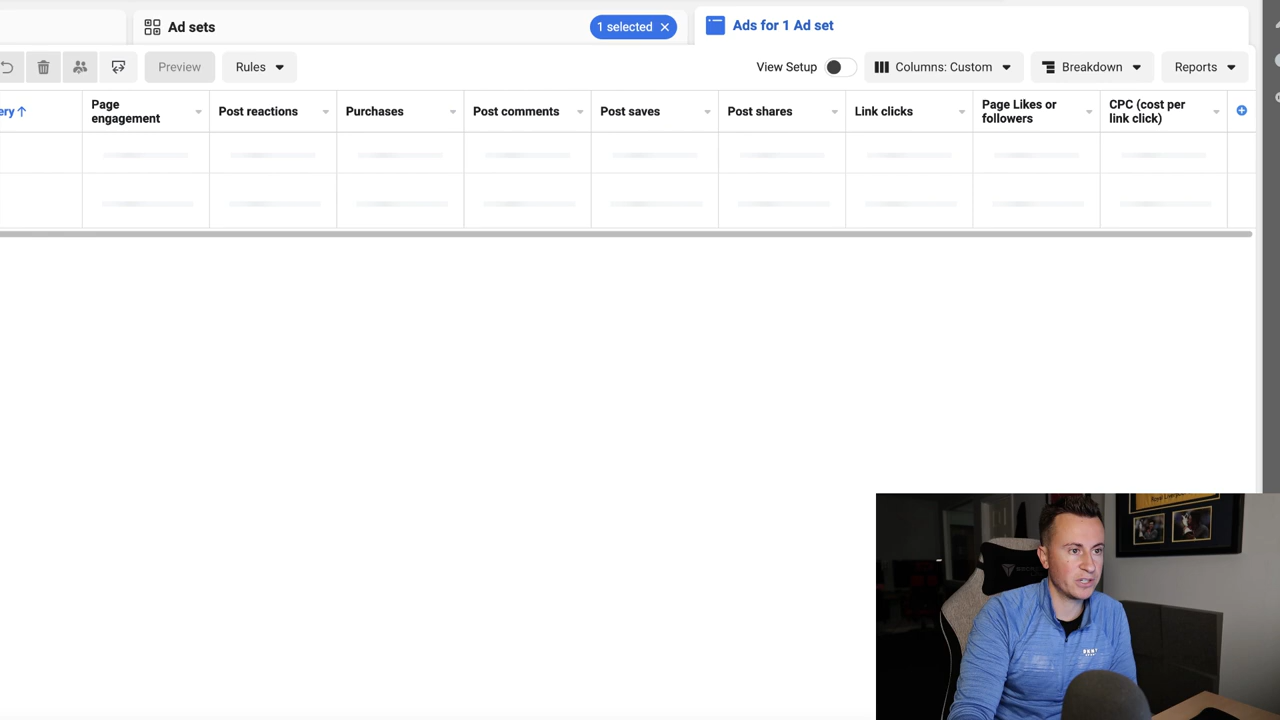 Ad sets
1 selected
Ads for 1 Ad set
Preview
Rules
View Setup
Columns: Custom
Breakdown
Reports
ery
Page engagement
Post reactions
Purchases
Post comments
Post saves
Post shares
Link clicks
Page Likes or followers
CPC (cost per link click)
DKNY